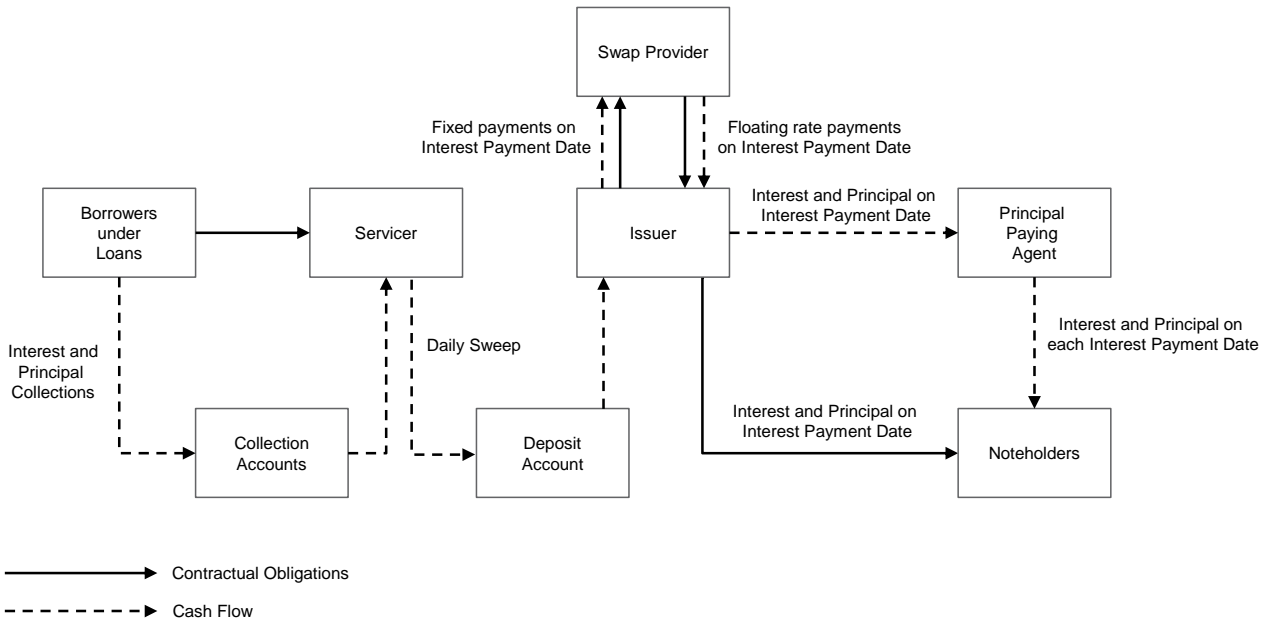 Swap Provider
Fixed payments on
Interest Payment Date
Floating rate payments
on Interest Payment Date
Borrowers
under
Loans
Servicer
Issuer
Interest and Principal on
Interest Payment Date
Principal
Paying
Agent
Interest and
Principal
Collections
Daily Sweep
Interest and Principal on
each Interest Payment Date
Collection
Accounts
Deposit
Account
Interest and Principal on
Interest Payment Date
Noteholders
Contractual Obligations
Cash Flow